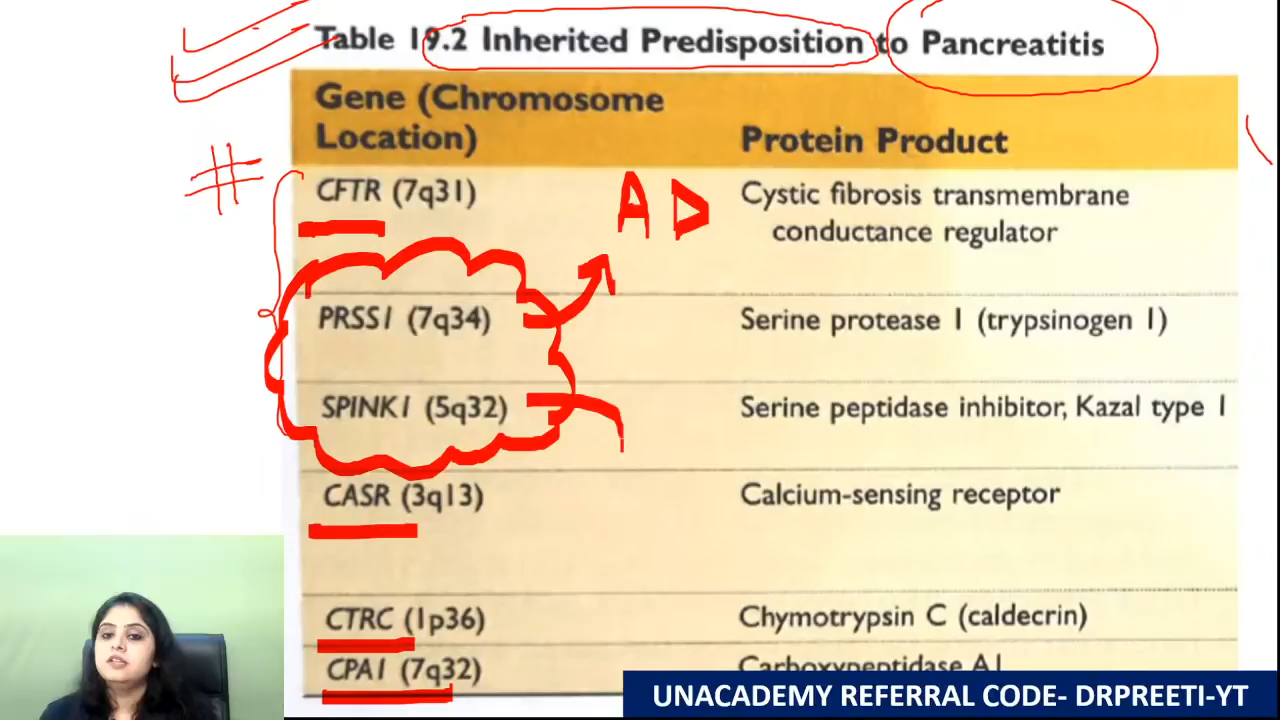 Table 19.2 Inherited Predisposition to Pancreatitis
Gene (Chromosome
Location)
Protein Product
#
CFTR (7q31)
AD
Cystic fibrosis transmembrane
conductance regulator
PRSS1 (7q34)
Serine protease 1 (trypsinogen 1)
SPINK1 (5q32)
Serine peptidase inhibitor, Kazal type 1
CASR (3q13)
Calcium-sensing receptor
CTRC (1p36)
Chymotrypsin C (caldecrin)
CPA1 (7q32)
Carboxypeptidase A1
UNACADEMY REFERRAL CODE- DRPREETI-YT